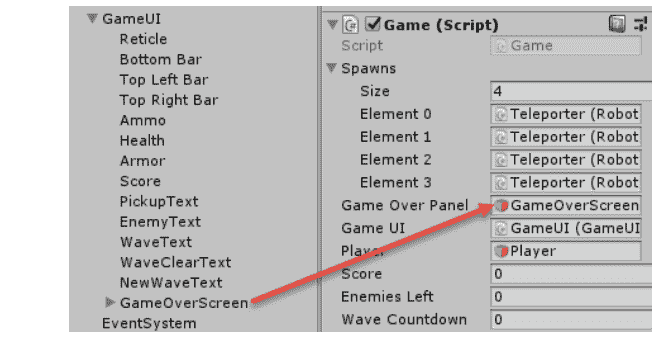 GameUI
Reticle
Bottom Bar
Top Left Bar
Top Right Bar
Ammo
Health
Armor
Score
PickupText
EnemyText
WaveText
WaveClearText
NewWaveText
GameOverScreen
EventSystem
Game (Script)
Script Game
Spawns
Size 4
Element 0 Teleporter (Robot
Element 1 Teleporter (Robot
Element 2 Teleporter (Robot
Element 3 Teleporter (Robot
Game Over Panel GameOverScreen
Game UI GameUI (GameUI
Player Player
Score 0
Enemies Left 0
Wave Countdown 0